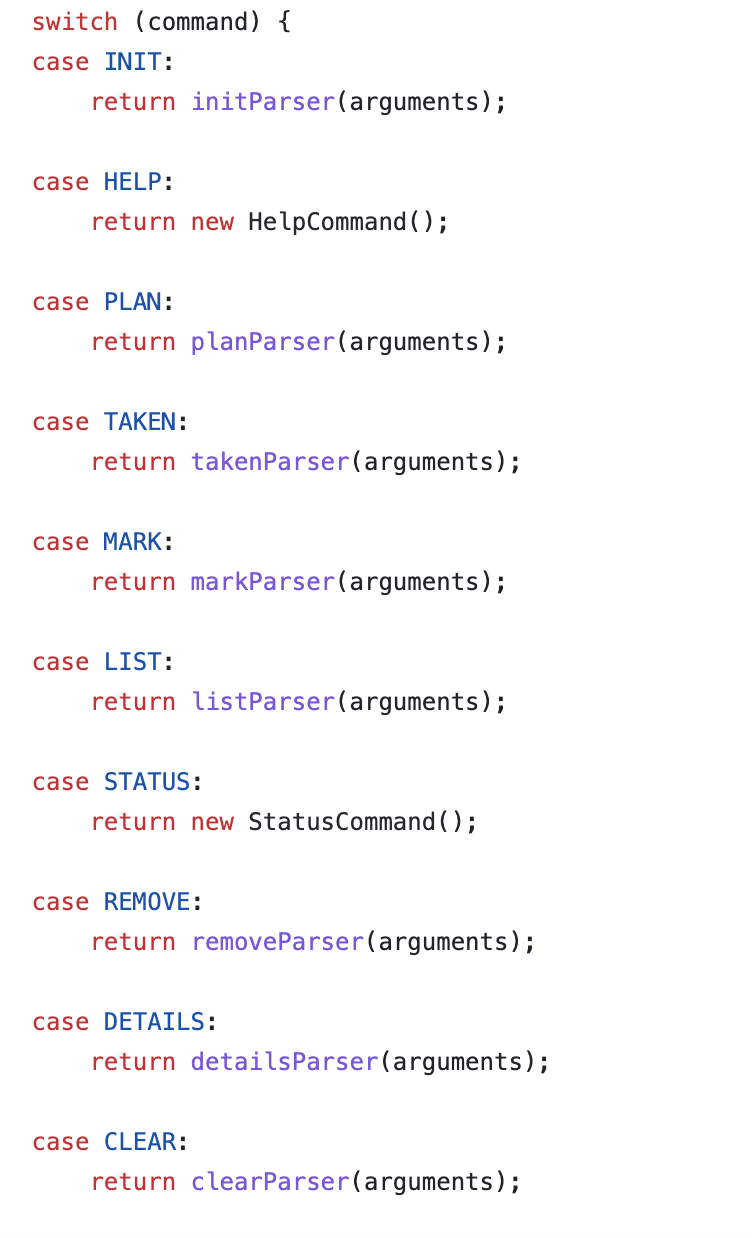 switch (command) {
case INIT:
    return initParser(arguments);

case HELP:
    return new HelpCommand();

case PLAN:
    return planParser(arguments);

case TAKEN:
    return takenParser(arguments);

case MARK:
    return markParser(arguments);

case LIST:
    return listParser(arguments);

case STATUS:
    return new StatusCommand();

case REMOVE:
    return removeParser(arguments);

case DETAILS:
    return detailsParser(arguments);

case CLEAR:
    return clearParser(arguments);